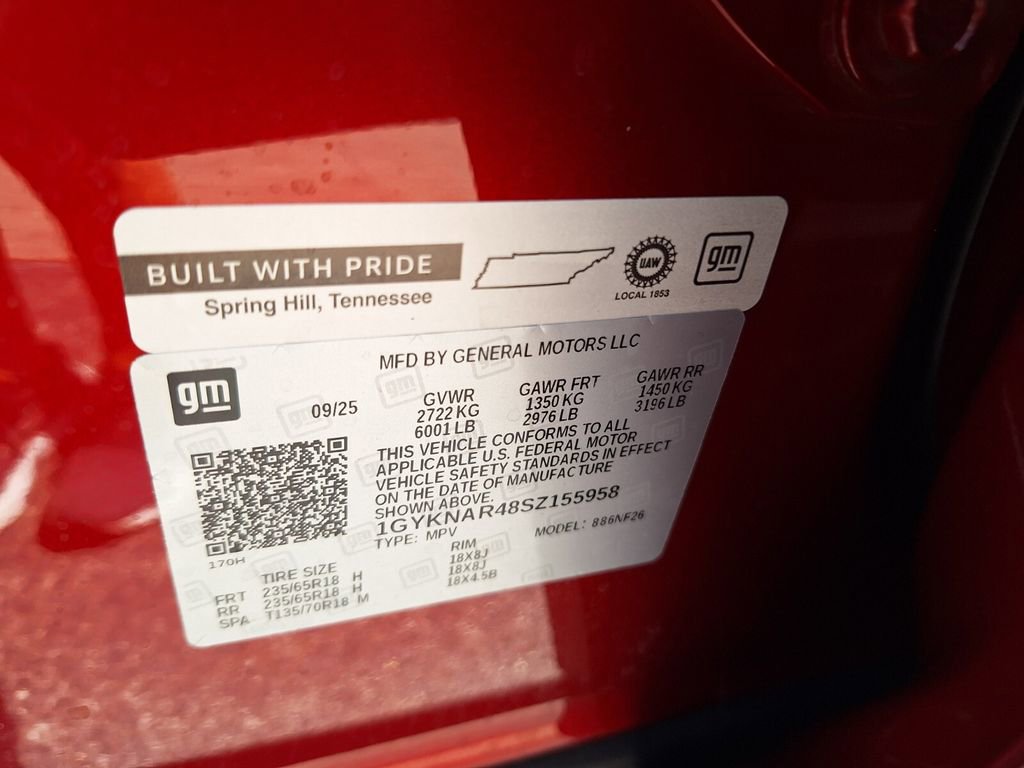 BUILT WITH PRIDE
Spring Hill, Tennessee
UAW
LOCAL 1853
gm
MFD BY GENERAL MOTORS LLC
gm
09/25
GVWR
2722 KG
6001 LB
GAWR FRT
1350 KG
2976 LB
GAWR RR
1450 KG
3196 LB
THIS VEHICLE CONFORMS TO ALL
APPLICABLE U.S. FEDERAL MOTOR
VEHICLE SAFETY STANDARDS IN EFFECT
ON THE DATE OF MANUFACTURE
SHOWN ABOVE.
1GYKNAR48SZ155958
TYPE: MPV MODEL: 886NF26
170H
TIRE SIZE RIM
FRT 235/65R18 H 18X8J
RR 235/65R18 H 18X8J
SPA T135/70R18 M 18X4.5B